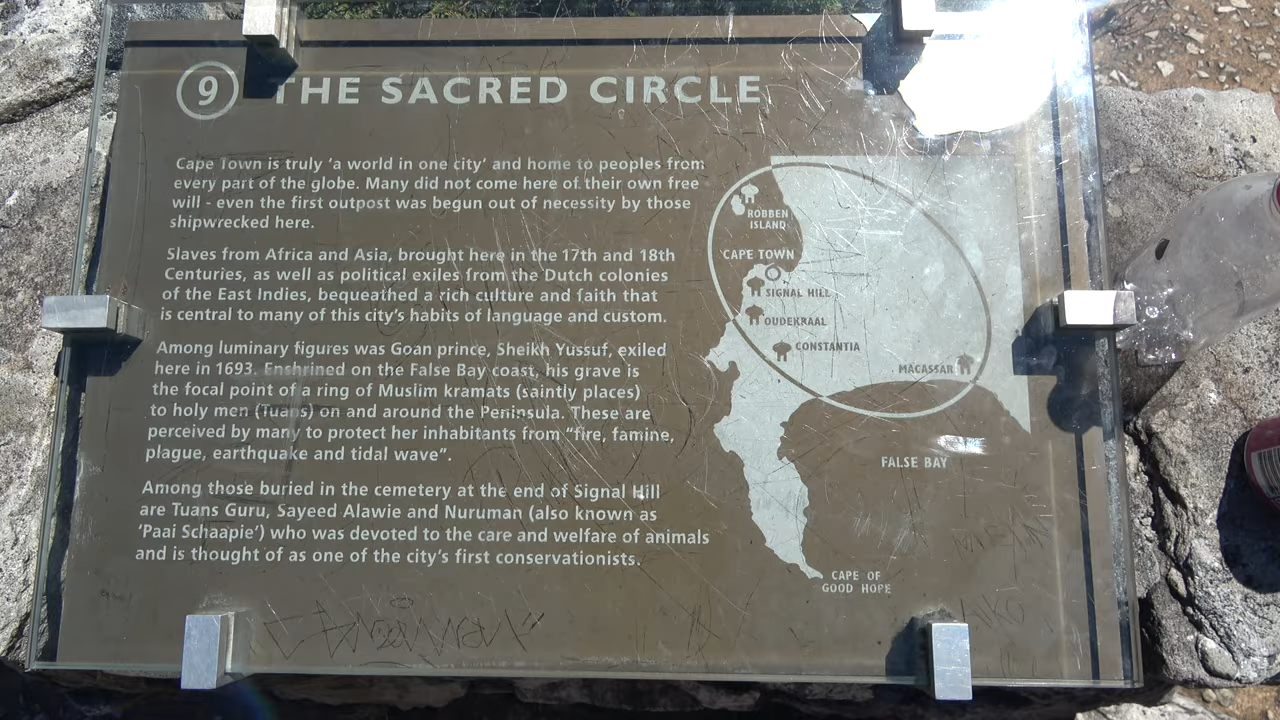 9 THE SACRED CIRCLE
Cape Town is truly 'a world in one city' and home to peoples from
every part of the globe. Many did not come here of their own free
will - even the first outpost was begun out of necessity by those
shipwrecked here.
Slaves from Africa and Asia, brought here in the 17th and 18th
Centuries, as well as political exiles from the Dutch colonies
of the East Indies, bequeathed a rich culture and faith that
is central to many of this city's habits of language and custom.
Among luminary figures was Goan prince, Sheikh Yussuf, exiled
here in 1693. Enshrined on the False Bay coast, his grave is
the focal point of a ring of Muslim kramats (saintly places)
to holy men (Tuans) on and around the Peninsula. These are
perceived by many to protect her inhabitants from "fire, famine,
plague, earthquake and tidal wave".
Among those buried in the cemetery at the end of Signal Hill
are Tuans Guru, Sayeed Alawie and Nuruman (also known as
'Paai Schaapie') who was devoted to the care and welfare of animals
and is thought of as one of the city's first conservationists.
ROBBEN
ISLAND
CAPE TOWN
SIGNAL HILL
OUDEKRAAL
CONSTANTIA
MACASSAR
FALSE BAY
CAPE OF
GOOD HOPE